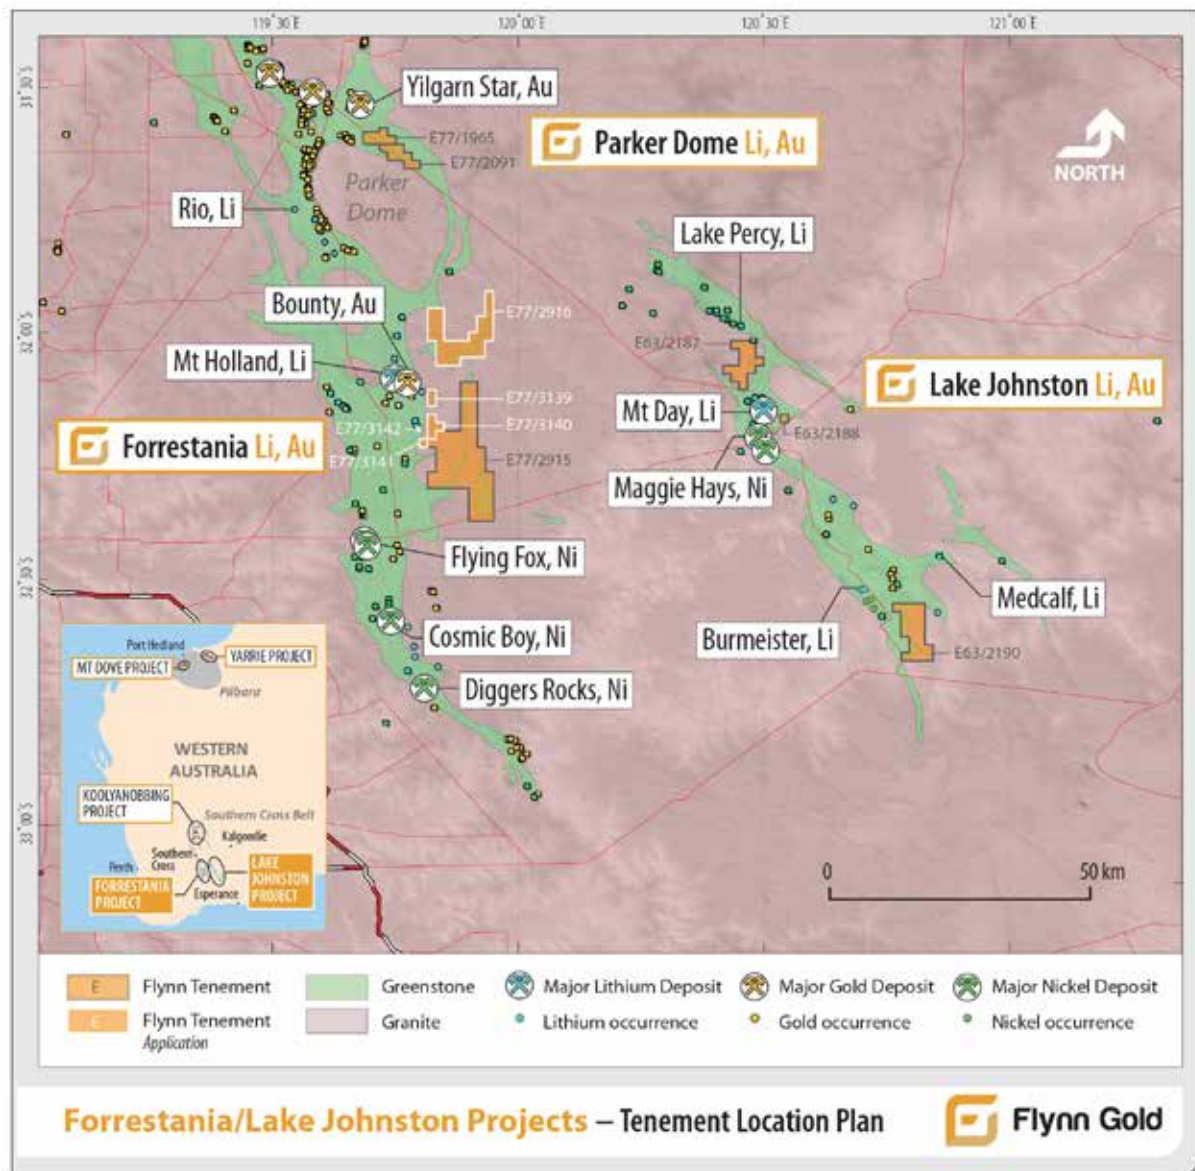 119°30'E
120°00'E
120°30'E
121°00'E
31°30'S
32°00'S
32°30'S
33°00'S
Yilgarn Star, Au
E77/1965
E77/2091
Parker Dome Li, Au
NORTH
Parker
Dome
Rio, Li
Lake Percy, Li
Bounty, Au
E77/2916
Mt Holland, Li
E63/2187
Lake Johnston Li, Au
E77/3139
Mt Day, Li
E77/3142
E77/3140
E63/2188
Forrestania Li, Au
E77/3141
E77/2915
Maggie Hays, Ni
Flying Fox, Ni
Medcalf, Li
Cosmic Boy, Ni
Burmeister, Li
E63/2190
Diggers Rocks, Ni
Port Hedland
YARRIE PROJECT
MT DOVE PROJECT
Pilbara
WESTERN
AUSTRALIA
KOOLYANOBBING
PROJECT
Southern Cross Belt
Kalgoorlie
Southern
Cross
Perth
LAKE
JOHNSTON
PROJECT
FORRESTANIA
PROJECT
Esperance
0 50 km
E Flynn Tenement
Greenstone
Major Lithium Deposit
Major Gold Deposit
Major Nickel Deposit
E Flynn Tenement
Application
Granite
Lithium occurrence
Gold occurrence
Nickel occurrence
Forrestania/Lake Johnston Projects – Tenement Location Plan
Flynn Gold